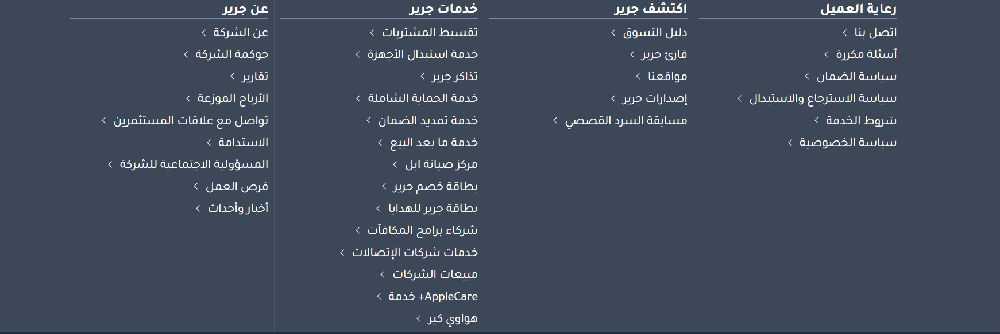 رعاية العميل
اتصل بنا
أسئلة مكررة
سياسة الضمان
سياسة الاسترجاع والاستبدال
شروط الخدمة
سياسة الخصوصية
اكتشف جرير
دليل التسوق
قارئ جرير
مواقعنا
إصدارات جرير
مسابقة السرد القصصي
خدمات جرير
تقسيط المشتريات
خدمة استبدال الأجهزة
تذاكر جرير
خدمة الحماية الشاملة
خدمة تمديد الضمان
خدمة ما بعد البيع
مركز صيانة ابل
بطاقة خصم جرير
بطاقة جرير للهدايا
شركاء برامج المكافآت
خدمات شركات الإتصالات
مبيعات الشركات
AppleCare+ خدمة
هواوي كير
عن جرير
عن الشركة
حوكمة الشركة
تقارير
الأرباح الموزعة
تواصل مع علاقات المستثمرين
الاستدامة
المسؤولية الاجتماعية للشركة
فرص العمل
أخبار وأحداث